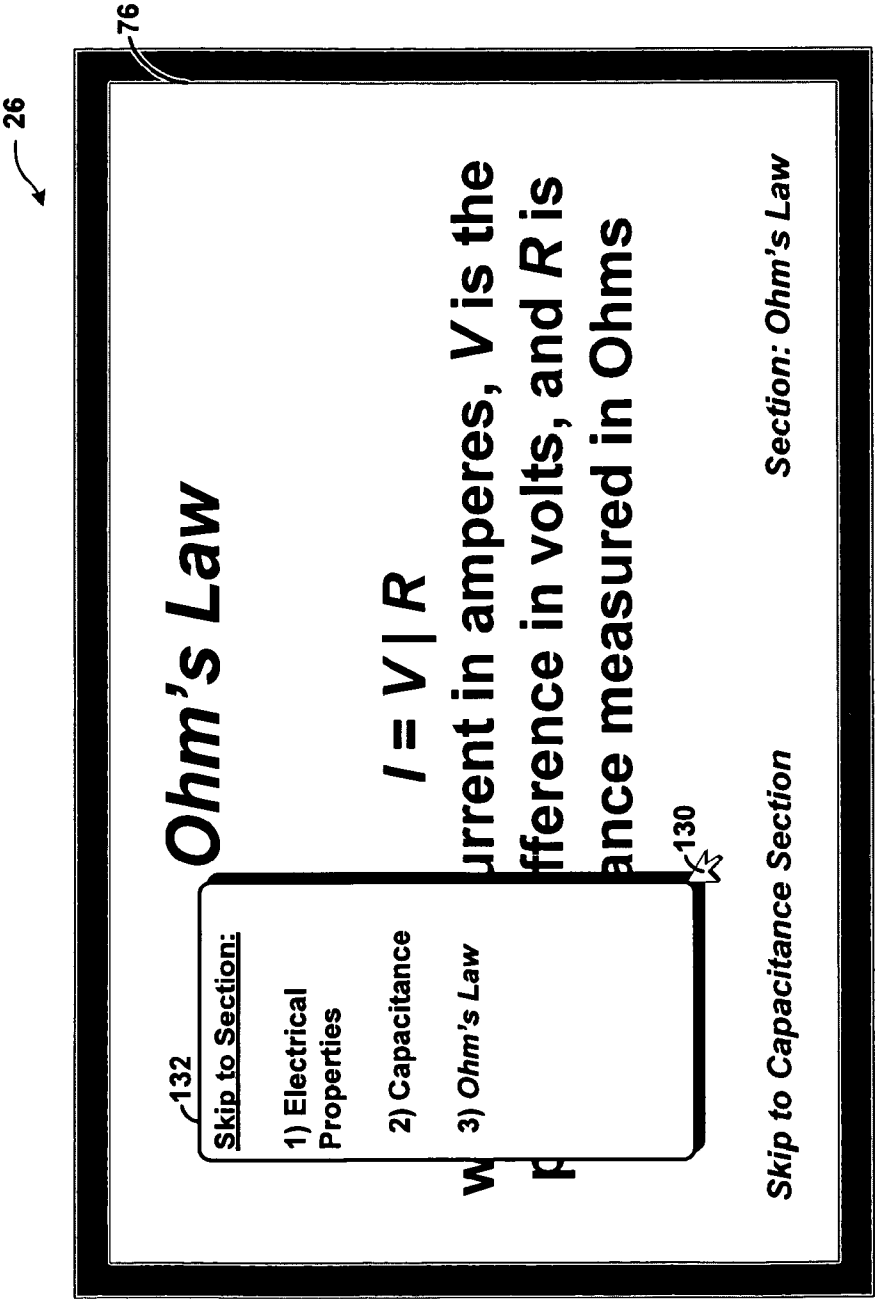 26
76
Ohm's Law
132
Skip to Section:
1) Electrical
Properties
2) Capacitance
3) Ohm's Law
I = V | R
urrent in amperes, V is the
fference in volts, and R is
ance measured in Ohms
130
Skip to Capacitance Section
Section: Ohm's Law